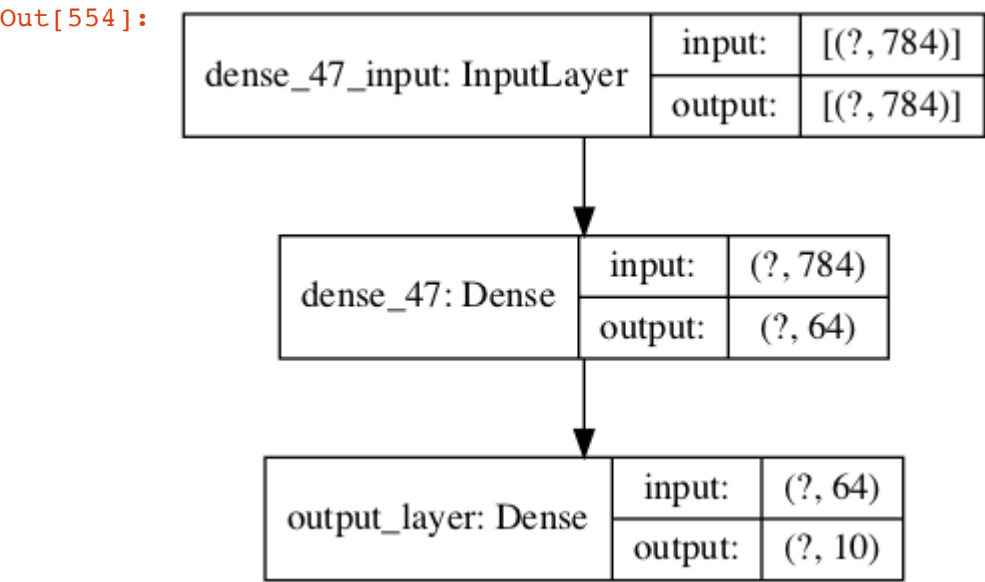 Out[554]:
dense_47_input: InputLayer
input:
[(?, 784)]
output:
[(?, 784)]
dense_47: Dense
input:
(?, 784)
output:
(?, 64)
output_layer: Dense
input:
(?, 64)
output:
(?, 10)